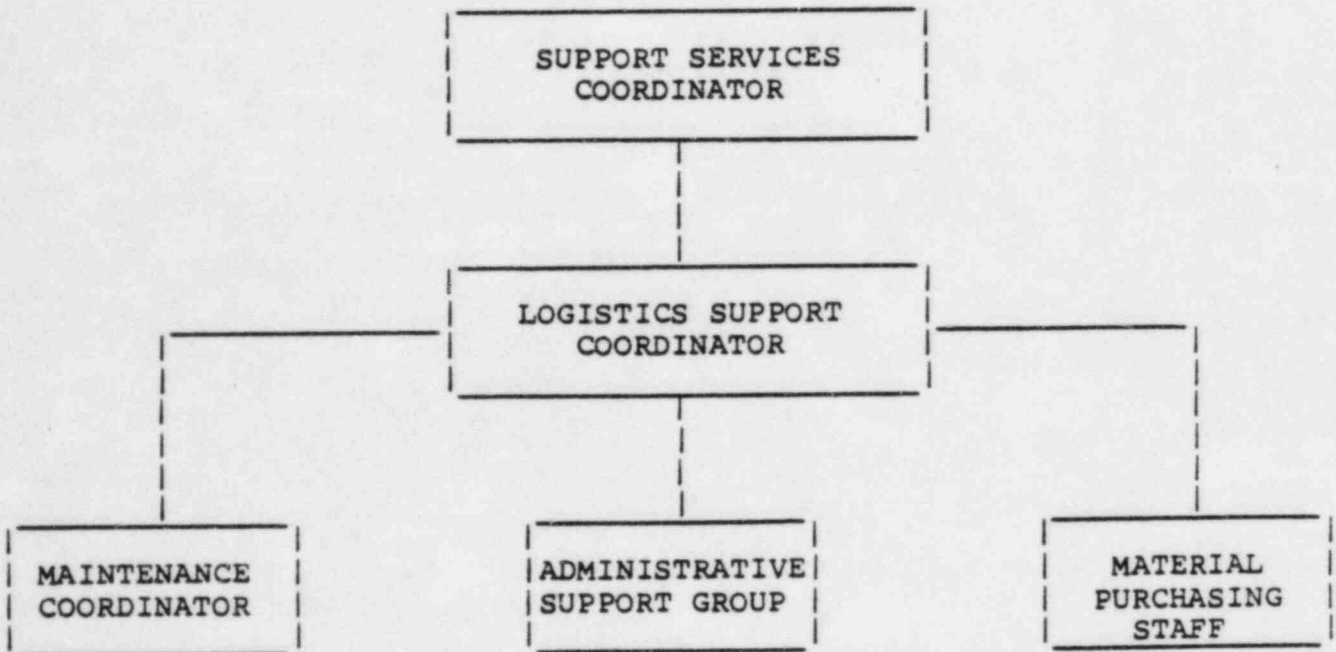 SUPPORT SERVICES
COORDINATOR
LOGISTICS SUPPORT
COORDINATOR
MAINTENANCE
COORDINATOR
ADMINISTRATIVE
SUPPORT GROUP
MATERIAL
PURCHASING
STAFF